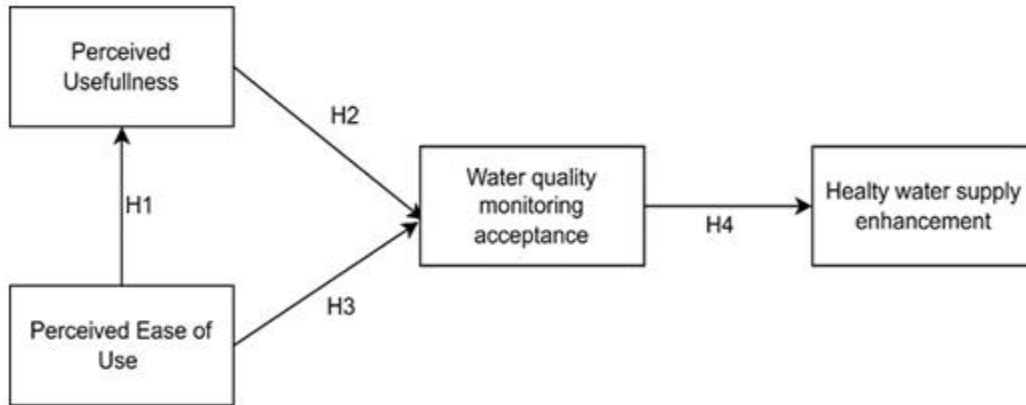 Perceived
Usefullness
H2
H1
Water quality
monitoring
acceptance
H4
Healty water supply
enhancement
H3
Perceived Ease of
Use